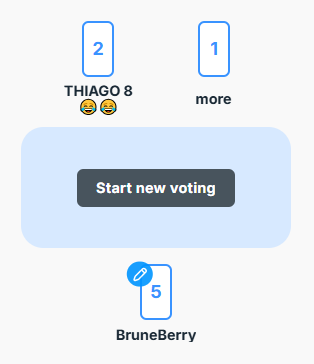 2
1
THIAGO 8
😂😂
more
Start new voting
5
BruneBerry